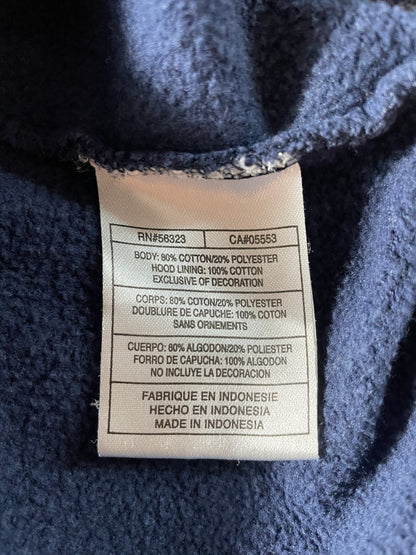 RN#56323 CA#05553
BODY: 80% COTTON/20% POLYESTER
HOOD LINING: 100% COTTON
EXCLUSIVE OF DECORATION
CORPS: 80% COTON/20% POLYESTER
DOUBLURE DE CAPUCHE: 100% COTON
SANS ORNEMENTS
CUERPO: 80% ALGODON/20% POLIESTER
FORRO DE CAPUCHA: 100% ALGODON
NO INCLUYE LA DECORACION
FABRIQUE EN INDONESIE
HECHO EN INDONESIA
MADE IN INDONESIA